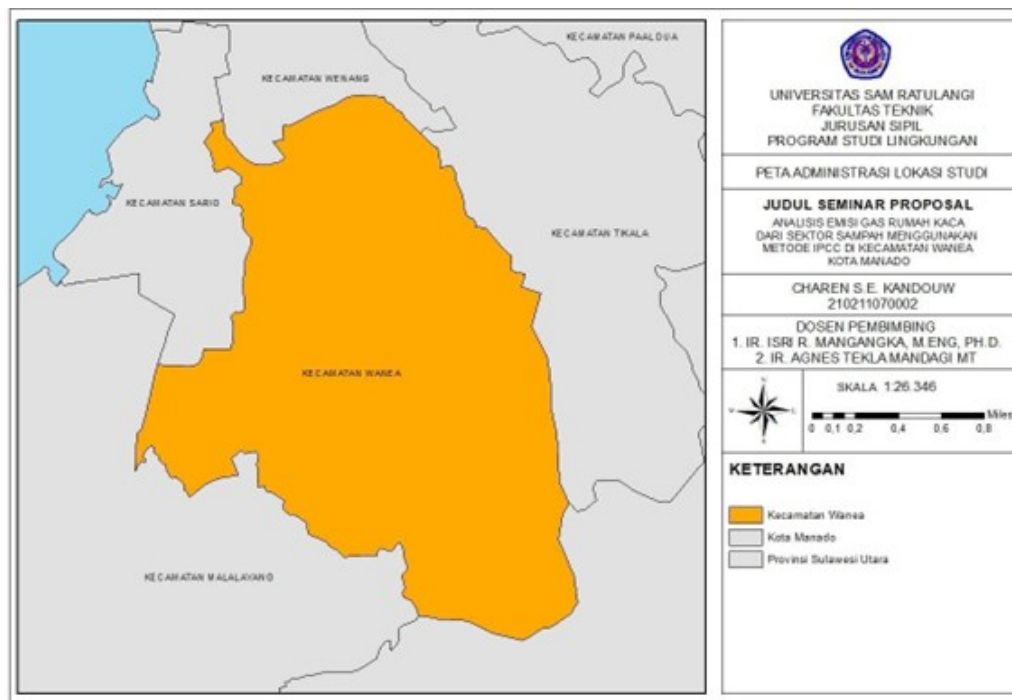 KECAMATAN PAALDUA
KECAMATAN WENANG
KECAMATAN SARIO
KECAMATAN TIKALA
KECAMATAN WANEA
KECAMATAN MALALAYANG
UNIVERSITAS SAM RATULANGI
FAKULTAS TEKNIK
JURUSAN SIPIL
PROGRAM STUDI LINGKUNGAN
PETA ADMINISTRASI LOKASI STUDI
JUDUL SEMINAR PROPOSAL
ANALISIS EMISI GAS RUMAH KACA
DARI SEKTOR SAMPAH MENGGUNAKAN
METODE IPCC DI KECAMATAN WANEA
KOTA MANADO
CHAREN S.E. KANDOUW
210211070002
DOSEN PEMBIMBING
1. IR. ISRI R. MANGANGKA, M.ENG, PH.D.
2. IR. AGNES TEKLA MANDAGI MT
SKALA 1:26.346
Miles
0 0,1 0,2 0,4 0,6 0,8
KETERANGAN
Kecamatan Wanea
Kota Manado
Provinsi Sulawesi Utara